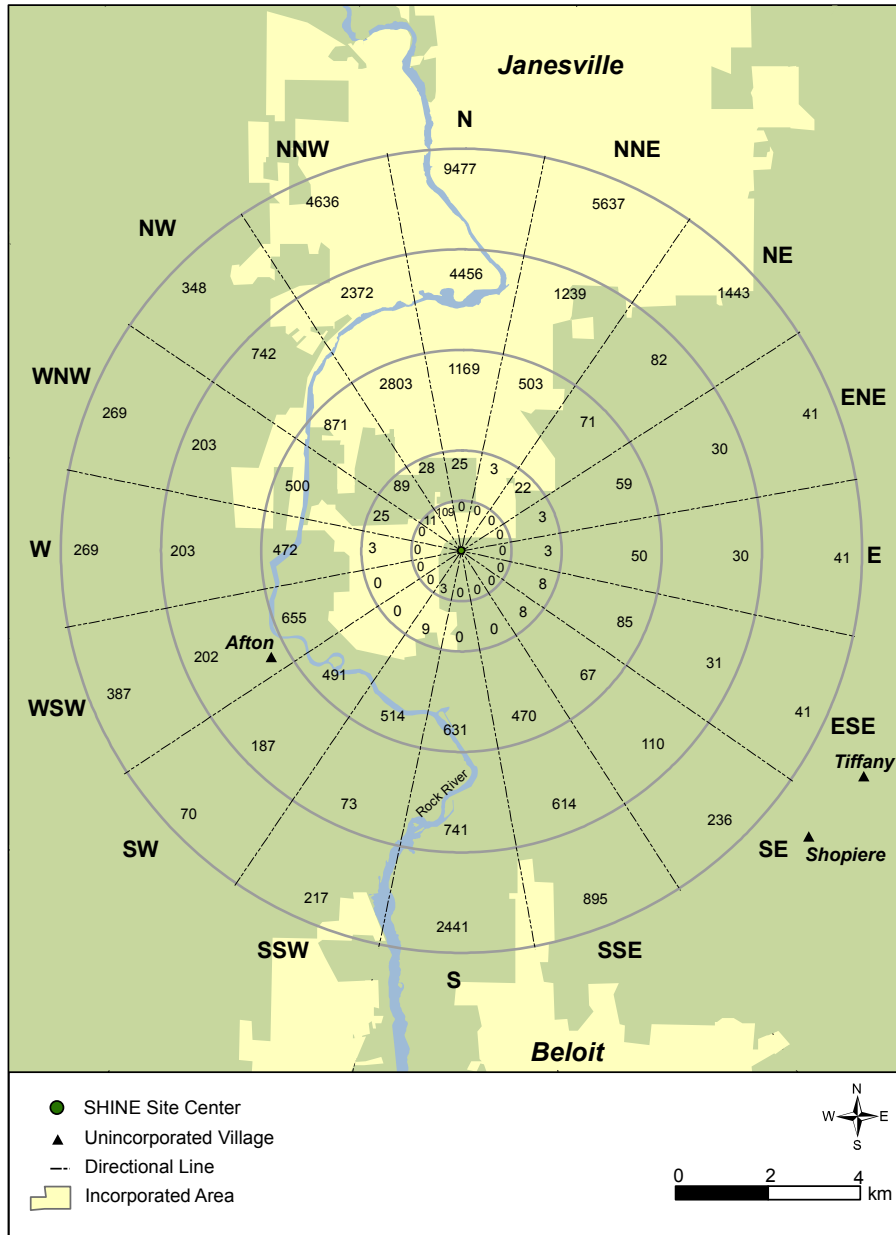 Janesville
N
NNW
NNE
9477
4636
5637
NW
NE
4456
348
2372
1239
1443
742
82
WNW
1169
ENE
2803
503
269
871
71
41
203
30
28
25
3
500
89
22
59
25
109
0
0
3
11
0
0
0
W
269
203
472
3
0
0
3
50
30
41
E
0
0
0
0
8
0
3
0
0
0
655
0
9
0
0
8
85
Afton
202
31
491
67
387
WSW
514
631
470
41
ESE
Tiffany
187
110
Rock River
73
741
614
70
236
SW
SE
Shopiere
217
895
2441
SSW
SSE
S
Beloit
SHINE Site Center
Unincorporated Village
Directional Line
Incorporated Area
N
W E
S
0 2 4
km